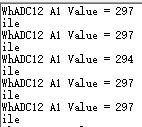 WhADC12 A1 Value = 297
ile
WhADC12 A1 Value = 297
ile
WhADC12 A1 Value = 294
ile
WhADC12 A1 Value = 297
ile
WhADC12 A1 Value = 297
ile